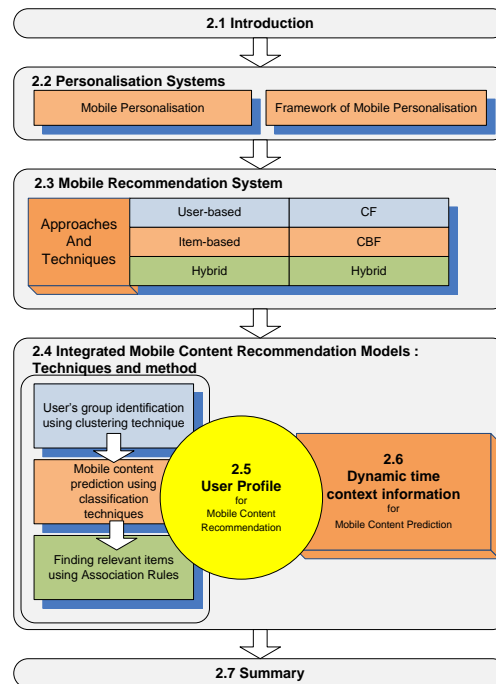 2.1 Introduction
2.2 Personalisation Systems
Mobile Personalisation
Framework of Mobile Personalisation
2.3 Mobile Recommendation System
Approaches
And
Techniques
User-based
CF
Item-based
CBF
Hybrid
Hybrid
2.4 Integrated Mobile Content Recommendation Models :
Techniques and method
User's group identification
using clustering technique
Mobile content
prediction using
classification
techniques
Finding relevant items
using Association Rules
2.5
User Profile
for
Mobile Content
Recommendation
2.6
Dynamic time
context information
for
Mobile Content Prediction
2.7 Summary